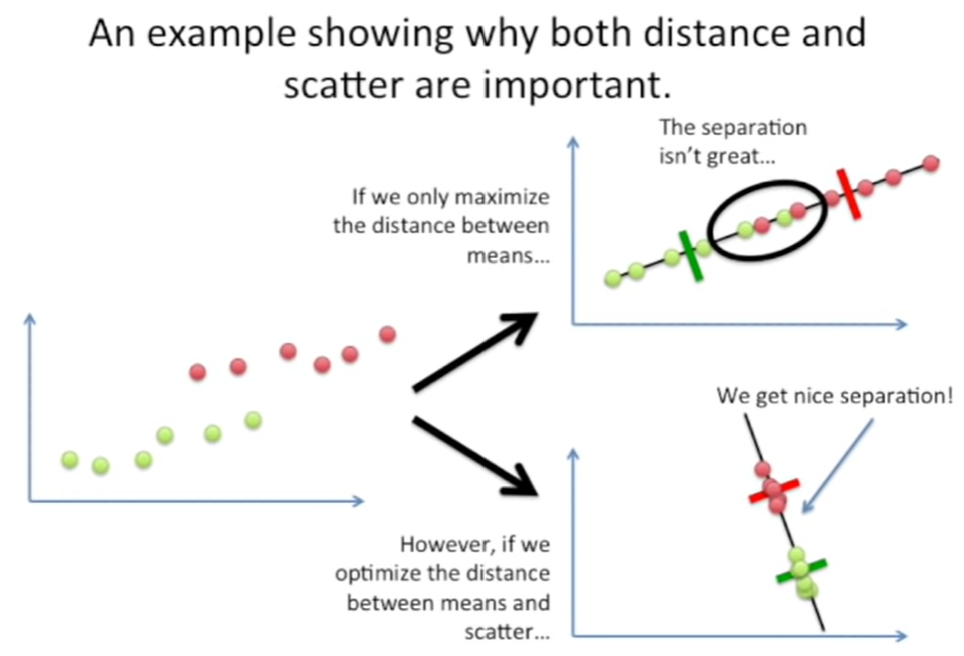 An example showing why both distance and
scatter are important.
The separation
isn't great...
If we only maximize
the distance between
means...
We get nice separation!
However, if we
optimize the distance
between means and
scatter...